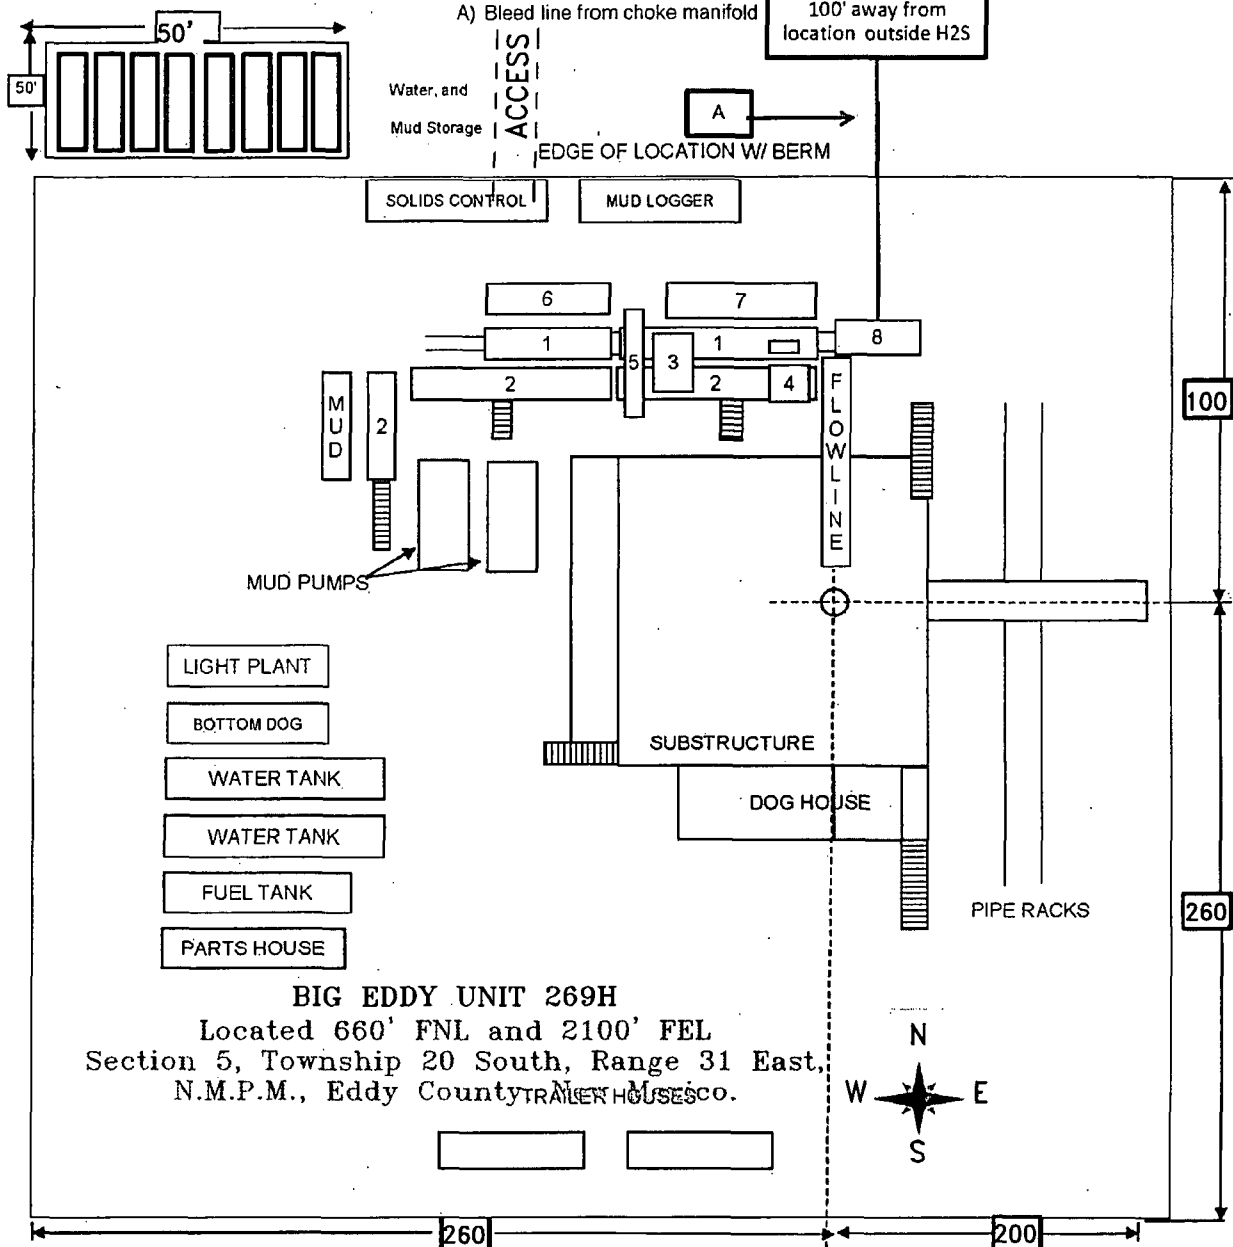 A) Bleed line from choke manifold
100' away from
location outside H2S
50'
50'
Water, and
Mud Storage
ACCESS
A
EDGE OF LOCATION W/ BERM
SOLIDS CONTROL
MUD LOGGER
6
7
1
5
3
1
8
2
2
4
MUD
2
FLOWLINE
100
MUD PUMPS
LIGHT PLANT
BOTTOM DOG
SUBSTRUCTURE
WATER TANK
DOG HOUSE
WATER TANK
FUEL TANK
PIPE RACKS
260
PARTS HOUSE
BIG EDDY UNIT 269H
Located 660' FNL and 2100' FEL
Section 5, Township 20 South, Range 31 East,
N.M.P.M., Eddy County, New Mexico.
TRAILER HOUSES
N
W
E
S
260
200